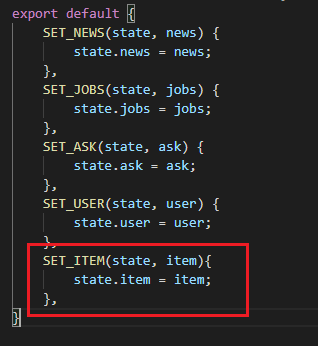 export default {
    SET_NEWS(state, news) {
        state.news = news;
    },
    SET_JOBS(state, jobs) {
        state.jobs = jobs;
    },
    SET_ASK(state, ask) {
        state.ask = ask;
    },
    SET_USER(state, user) {
        state.user = user;
    },
    SET_ITEM(state, item){
        state.item = item;
    },
}